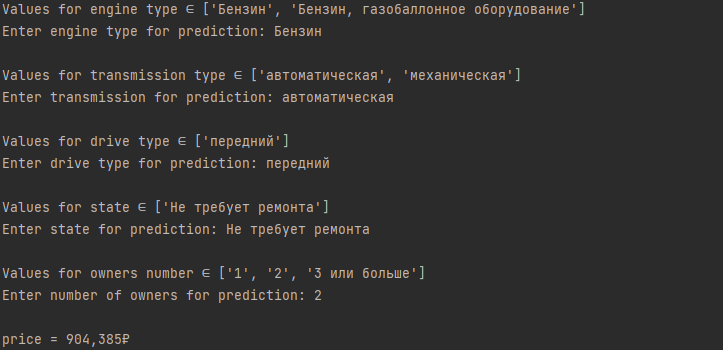 Values for engine type ∈ ['Бензин', 'Бензин, газобаллонное оборудование']
Enter engine type for prediction: Бензин
Values for transmission type ∈ ['автоматическая', 'механическая']
Enter transmission for prediction: автоматическая
Values for drive type ∈ ['передний']
Enter drive type for prediction: передний
Values for state ∈ ['Не требует ремонта']
Enter state for prediction: Не требует ремонта
Values for owners number ∈ ['1', '2', '3 или больше']
Enter number of owners for prediction: 2
price = 904,385₽